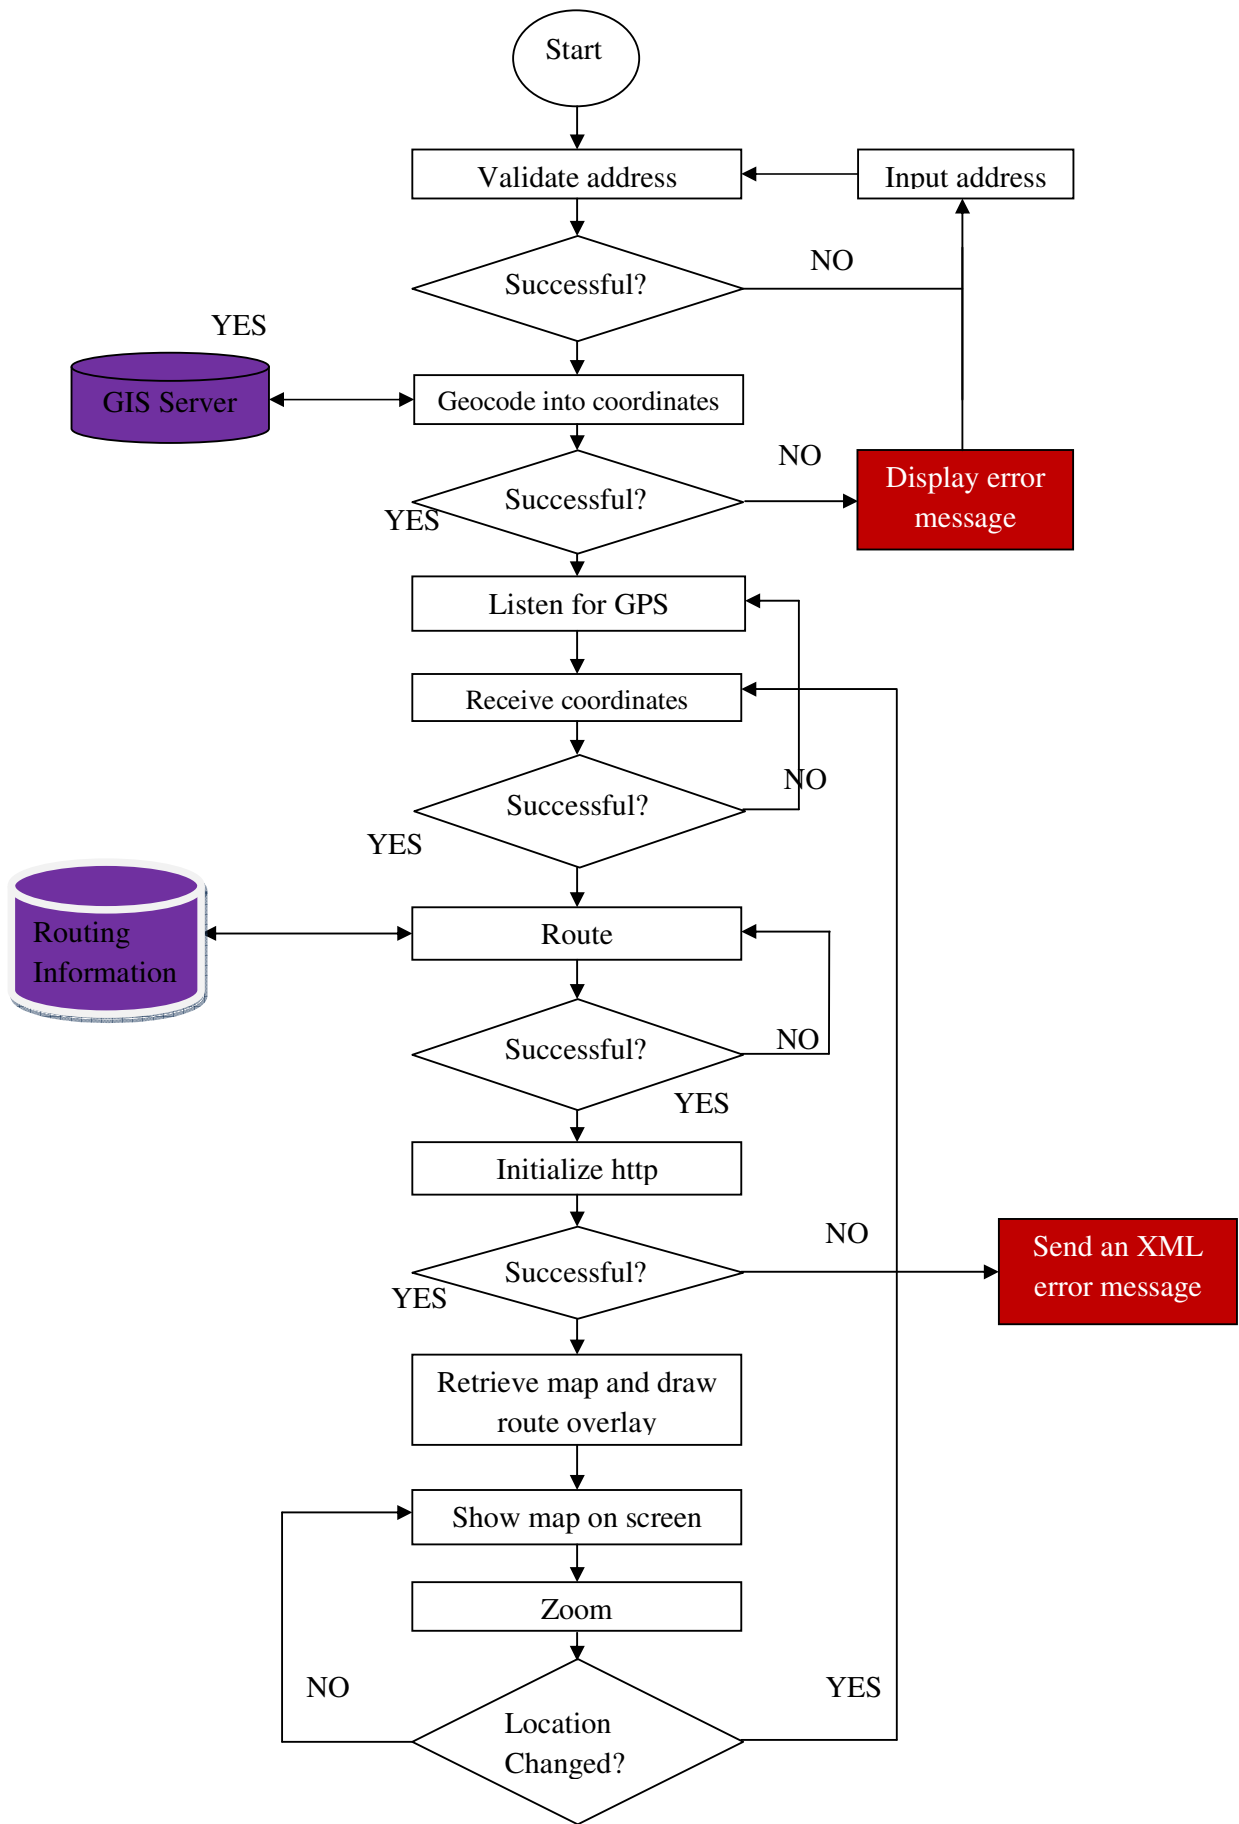 Start
Validate address
Input address
Successful?
NO
YES
GIS Server
Geocode into coordinates
NO
Successful?
YES
Display error
message
Listen for GPS
Receive coordinates
Successful?
NO
YES
Routing
Information
Route
Successful?
NO
YES
Initialize http
NO
Successful?
YES
Send an XML
error message
Retrieve map and draw
route overlay
Show map on screen
Zoom
NO
YES
Location
Changed?